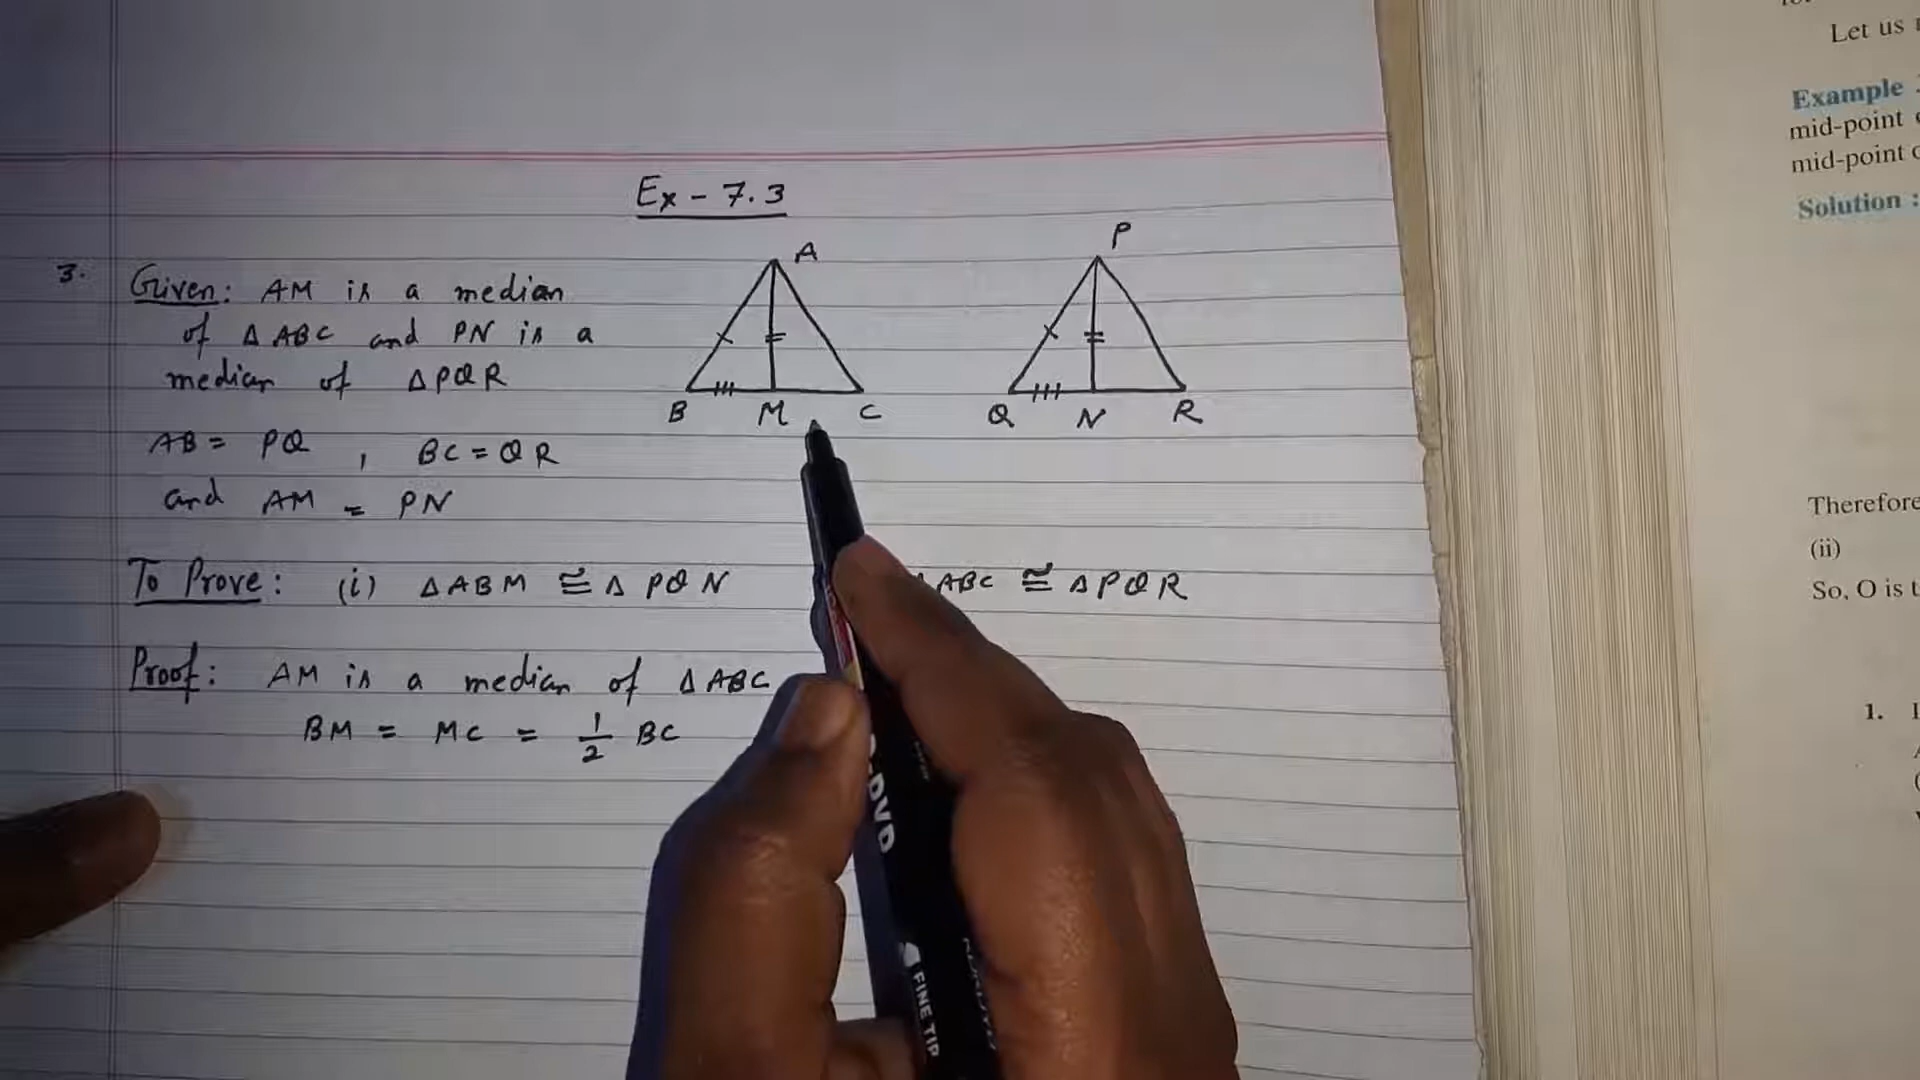 Ex - 7.3
3. Given: AM is a median
of △ABC and PN is a
median of △PQR
AB = PQ , BC = QR
and AM = PN
A
B M C
P
Q N R
To Prove: (i) △ABM ≅ △PQN ABC ≅ △PQR
Proof: AM is a median of △ABC
BM = MC = 1/2 BC
FINE TIP
Let us
Example
mid-point
mid-point
Solution :
Therefore
(ii)
So, O is
1.